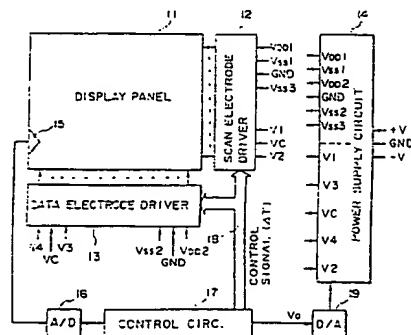 11
12
14
DISPLAY PANEL
15
SCAN ELECTRODE DRIVER
VDD1
Vss1
GND
Vss3
V1
VC
V2
VDD1
Vss1
VDD2
GND
Vss2
Vss3
V1
V3
VC
V4
V2
POWER SUPPLY CIRCUIT
+V
GND
-V
DATA ELECTRODE DRIVER
V4
VC
V3
13
Vss2
GND
VDD2
18
CONTROL SIGNAL (ΔT)
16
A/D
17
CONTROL CIRC.
Vo
D/A
19